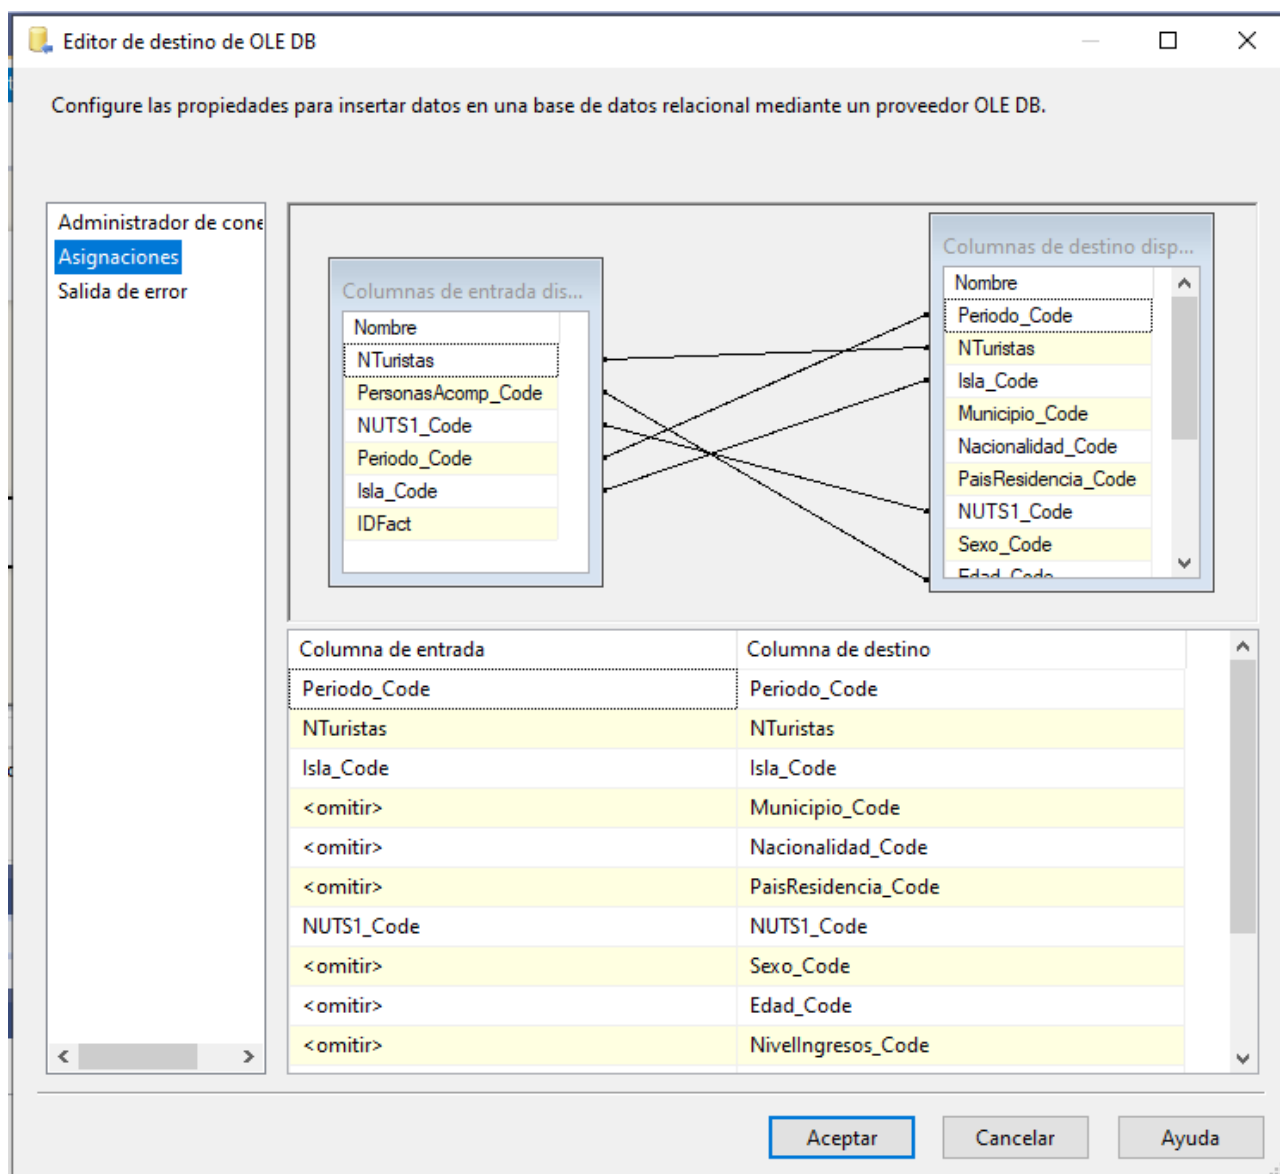 Editor de destino de OLE DB
Configure las propiedades para insertar datos en una base de datos relacional mediante un proveedor OLE DB.
Administrador de cone
Asignaciones
Salida de error
Columnas de entrada dis...
Nombre
NTuristas
PersonasAcomp_Code
NUTS1_Code
Periodo_Code
Isla_Code
IDFact
Columnas de destino disp...
Nombre
Periodo_Code
NTuristas
Isla_Code
Municipio_Code
Nacionalidad_Code
PaisResidencia_Code
NUTS1_Code
Sexo_Code
Edad_Code
Columna de entrada Columna de destino
Periodo_Code Periodo_Code
NTuristas NTuristas
Isla_Code Isla_Code
<omitir> Municipio_Code
<omitir> Nacionalidad_Code
<omitir> PaisResidencia_Code
NUTS1_Code NUTS1_Code
<omitir> Sexo_Code
<omitir> Edad_Code
<omitir> NivelIngresos_Code
Aceptar Cancelar Ayuda